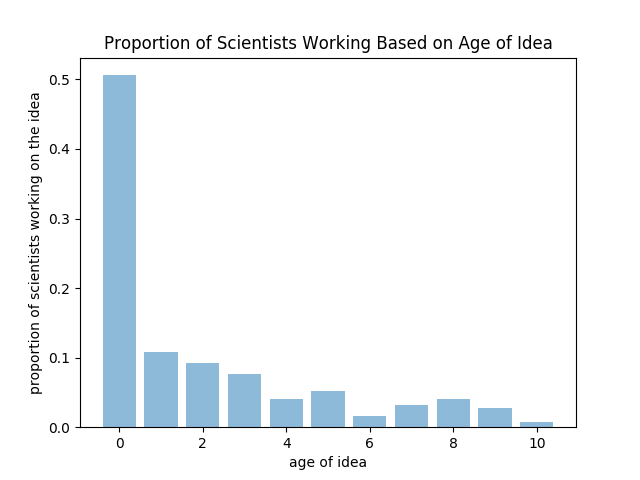 Proportion of Scientists Working Based on Age of Idea
proportion of scientists working on the idea
0.5
0.4
0.3
0.2
0.1
0.0
0 2 4 6 8 10
age of idea